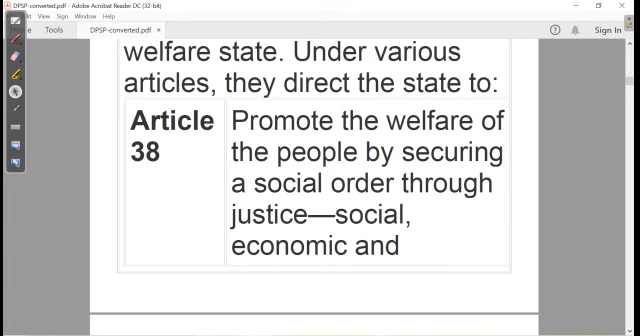 DPSP-converted.pdf - Adobe Acrobat Reader DC (32-bit)
Edit View Sign Window Help
Home Tools DPSP-converted.pdf × Sign In
welfare state. Under various
articles, they direct the state to:
Article
38
Promote the welfare of
the people by securing
a social order through
justice—social,
economic and